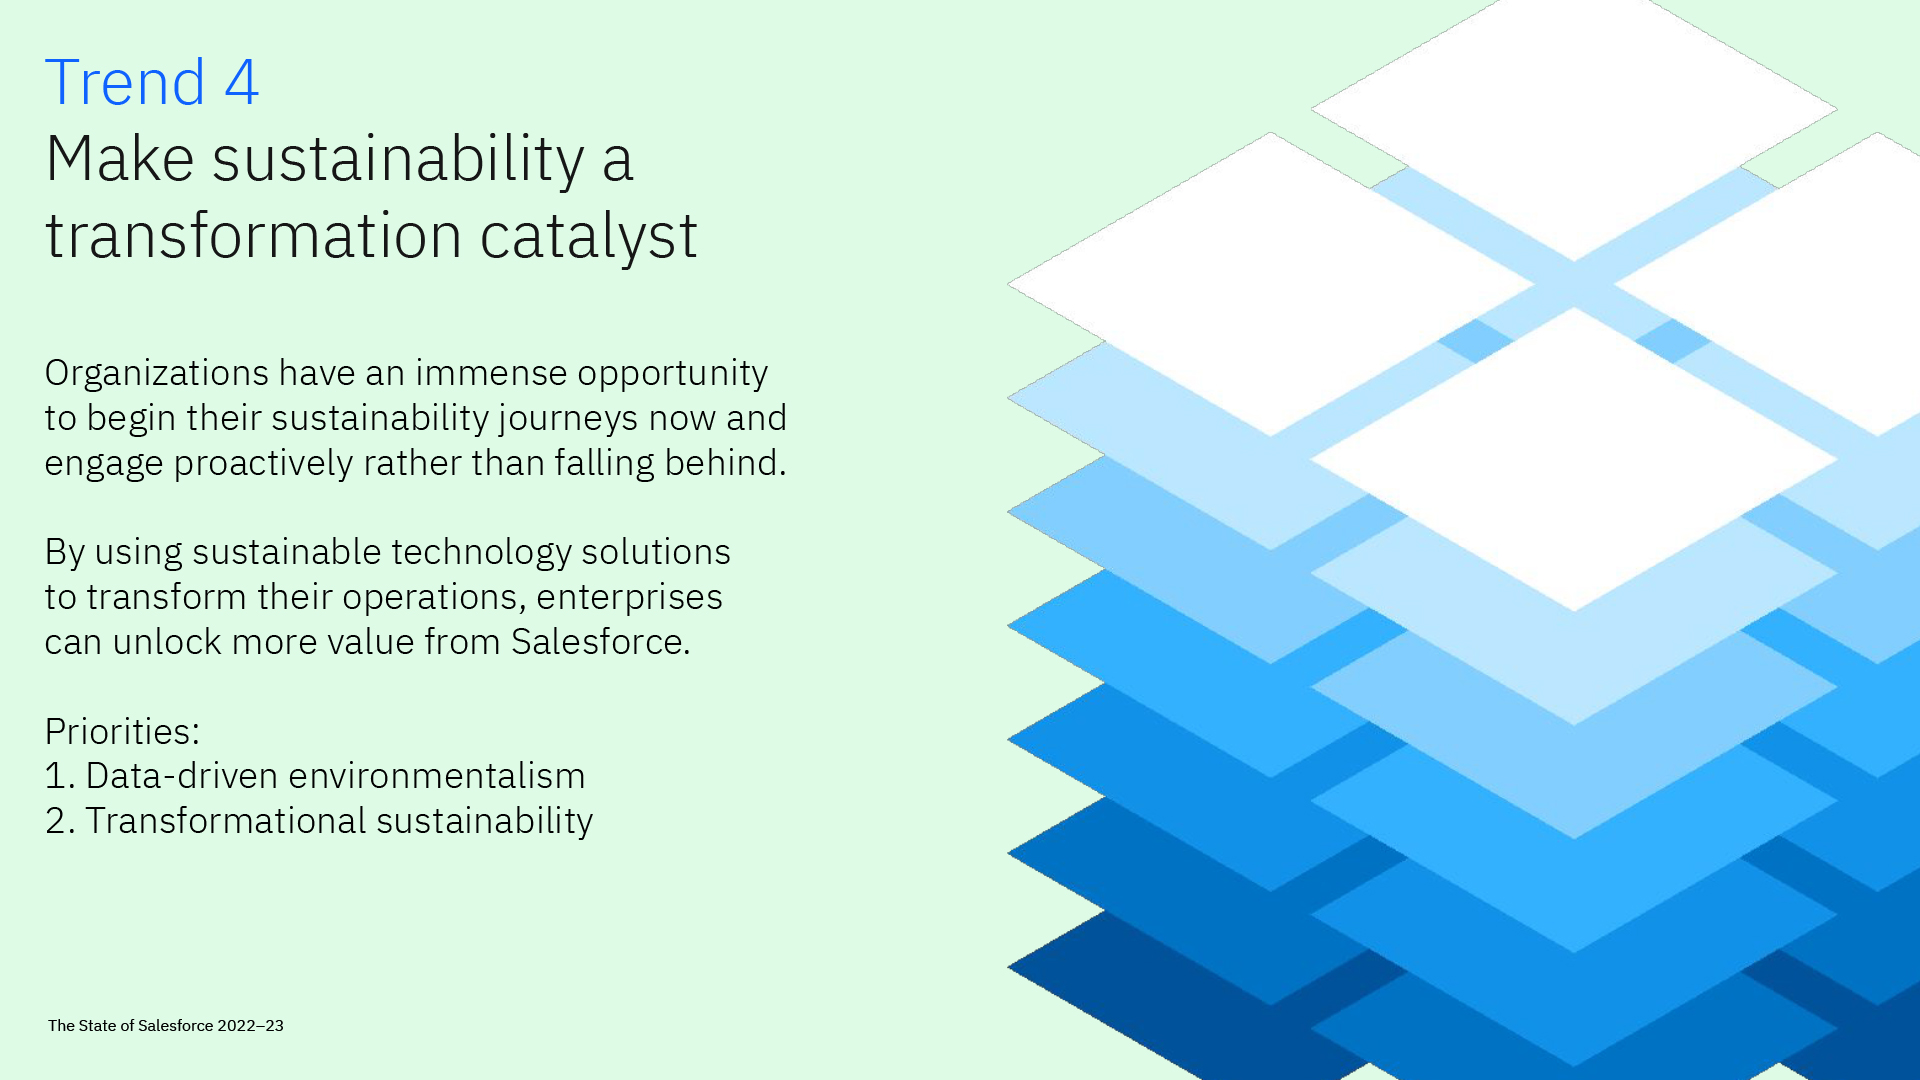 Trend 4
Make sustainability a
transformation catalyst
Organizations have an immense opportunity
to begin their sustainability journeys now and
engage proactively rather than falling behind.
By using sustainable technology solutions
to transform their operations, enterprises
can unlock more value from Salesforce.
Priorities:
1. Data-driven environmentalism
2. Transformational sustainability
The State of Salesforce 2022–23